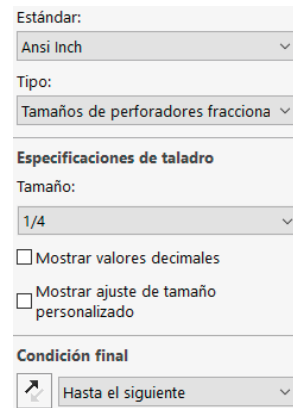 Estándar:
Ansi Inch
Tipo:
Tamaños de perforadores fracciona
Especificaciones de taladro
Tamaño:
1/4
Mostrar valores decimales
Mostrar ajuste de tamaño
personalizado
Condición final
Hasta el siguiente